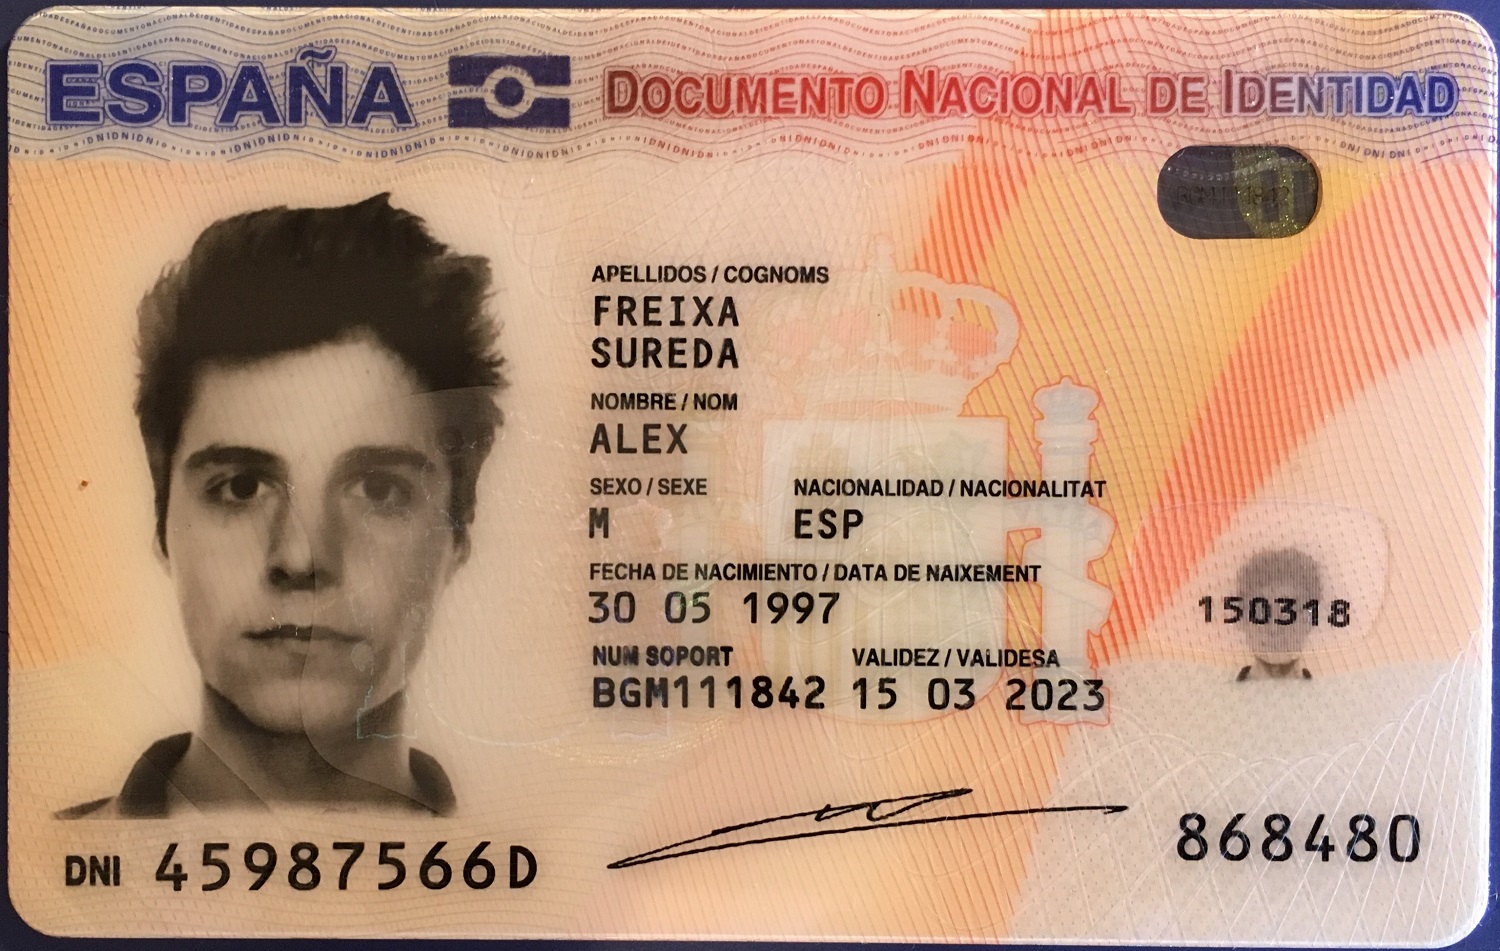 ESPAÑA DOCUMENTO NACIONAL DE IDENTIDAD
APELLIDOS / COGNOMS
FREIXA
SUREDA
NOMBRE / NOM
ALEX
SEXO / SEXE NACIONALIDAD / NACIONALITAT
M ESP
FECHA DE NACIMIENTO / DATA DE NAIXEMENT
30 05 1997
150318
NUM SOPORT VALIDEZ / VALIDESA
BGM111842 15 03 2023
868480
DNI 45987566D